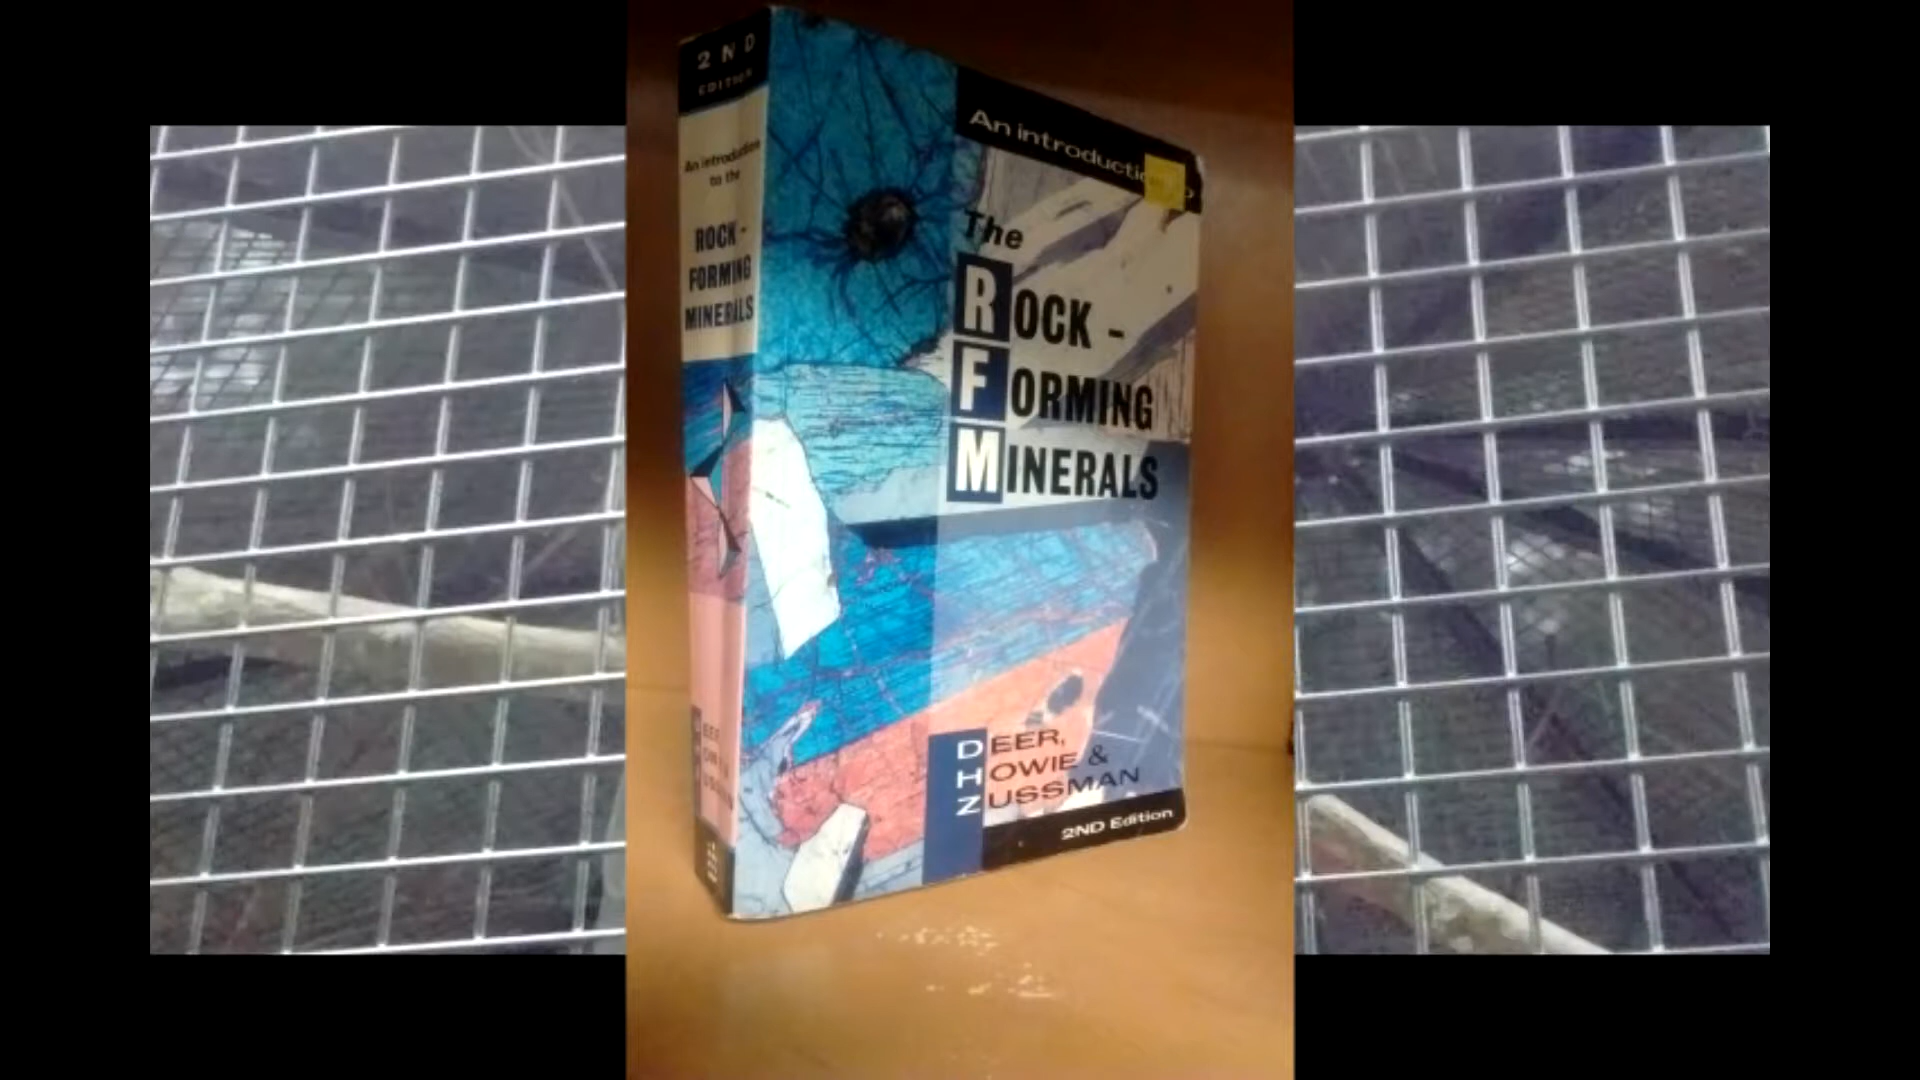 2ND
EDITION
An introduction
to the
ROCK -
FORMING
MINERALS
An introduction to
The
ROCK -
FORMING
MINERALS
DEER,
HOWIE &
ZUSSMAN
2ND Edition